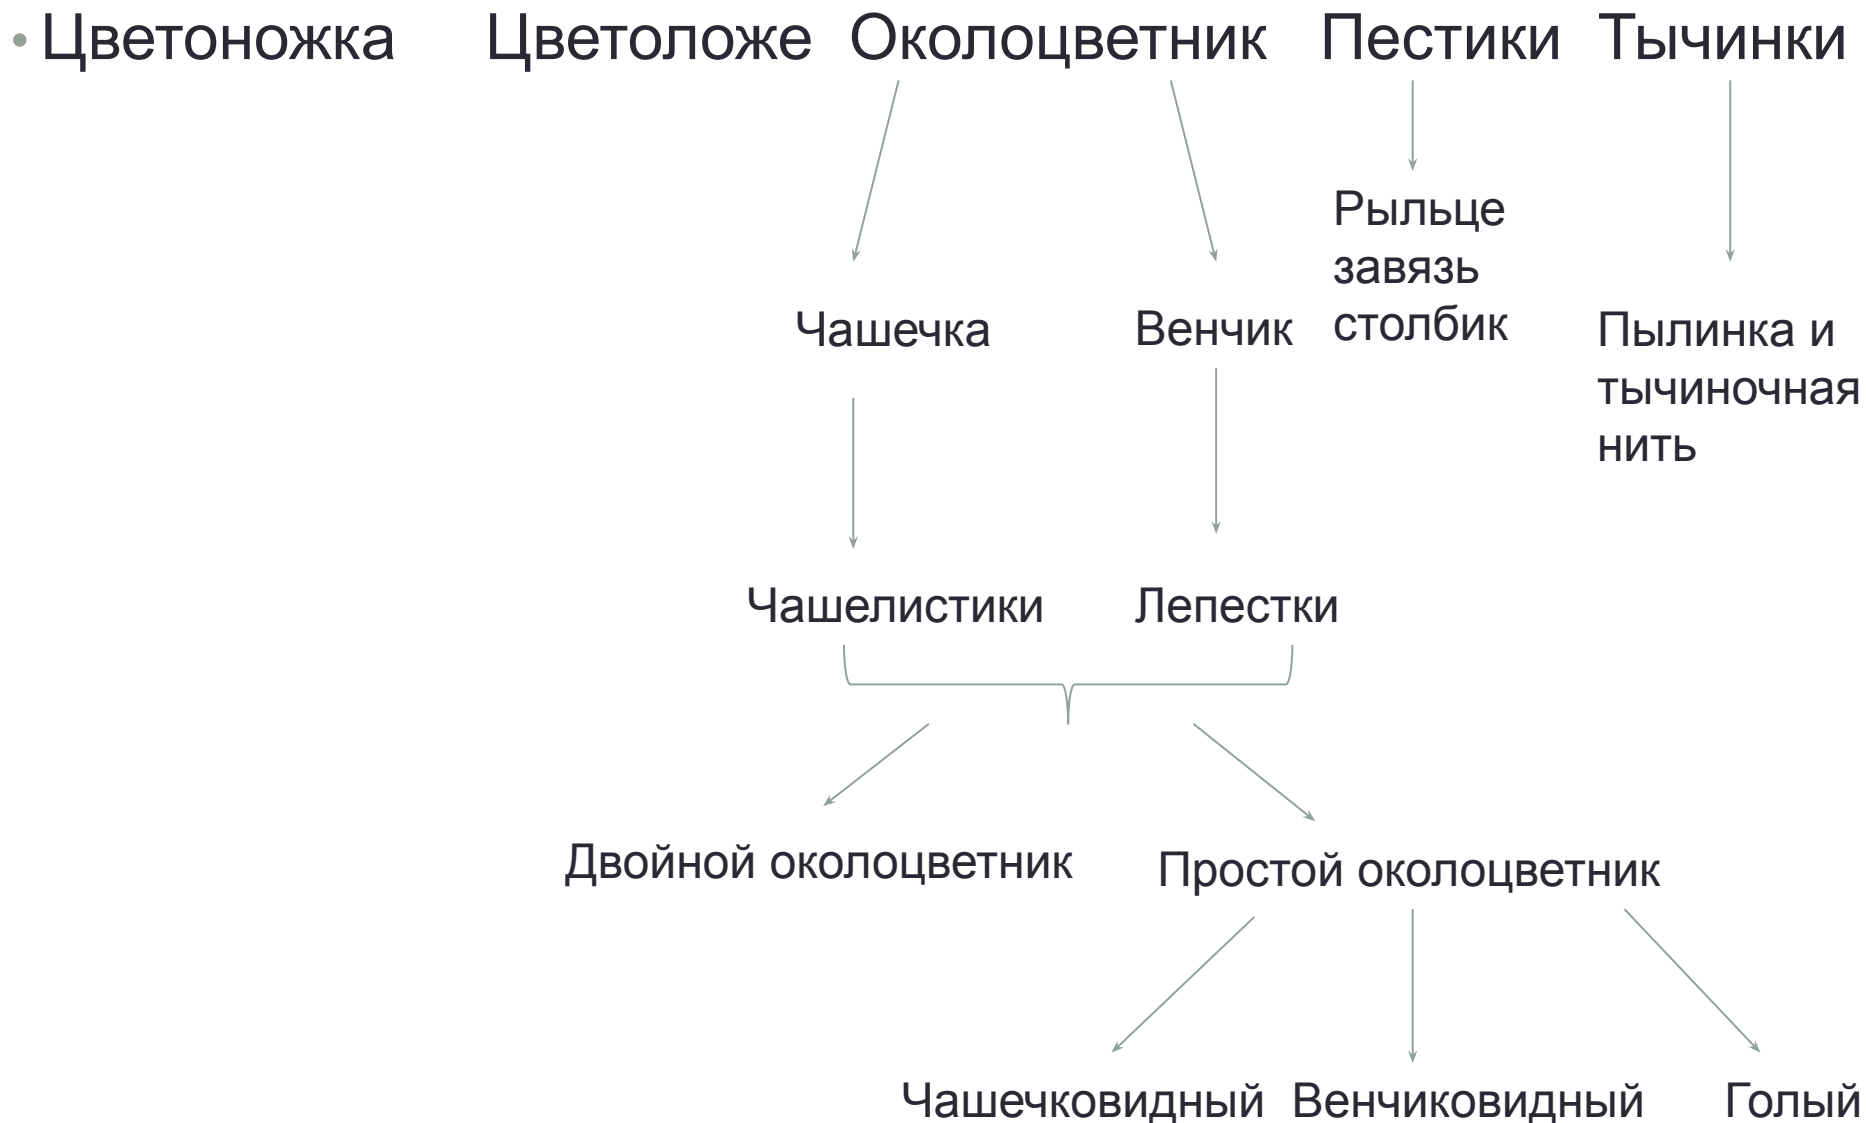 • Цветоножка Цветоложе Околоцветник Пестики Тычинки
Рыльце
завязь
столбик
Чашечка
Венчик
Пылинка и
тычиночная
нить
Чашелистики
Лепестки
Двойной околоцветник
Простой околоцветник
Чашечковидный
Венчиковидный
Голый